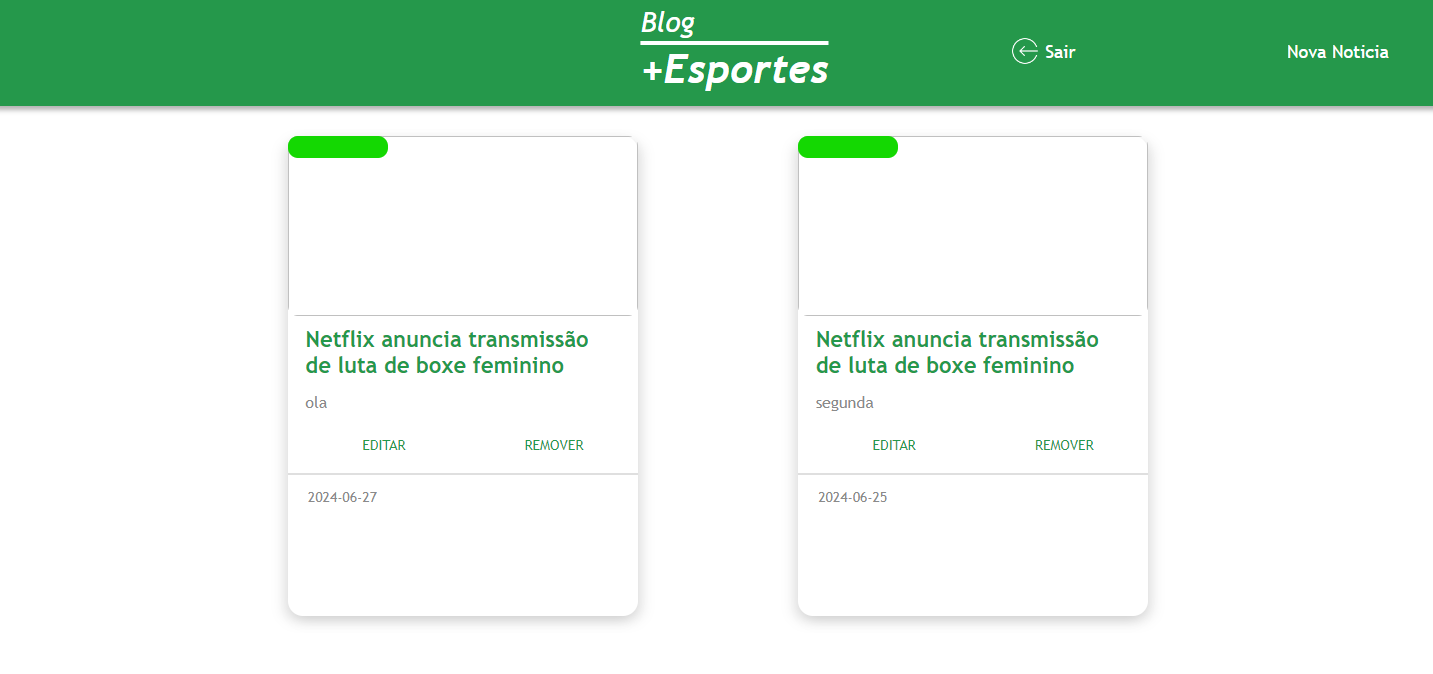 Blog
+Esportes
Sair
Nova Noticia
Netflix anuncia transmissão
de luta de boxe feminino
ola
EDITAR REMOVER
2024-06-27
Netflix anuncia transmissão
de luta de boxe feminino
segunda
EDITAR REMOVER
2024-06-25